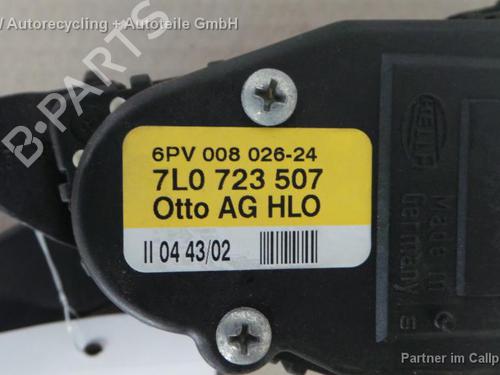 / Autorecycling + Autoteile GmbH
B-PARTS
6PV 008 026-24
7L0 723 507
Otto AG HLO
II 04 43/02
HELLA
Made in
Germany
Partner im Callp